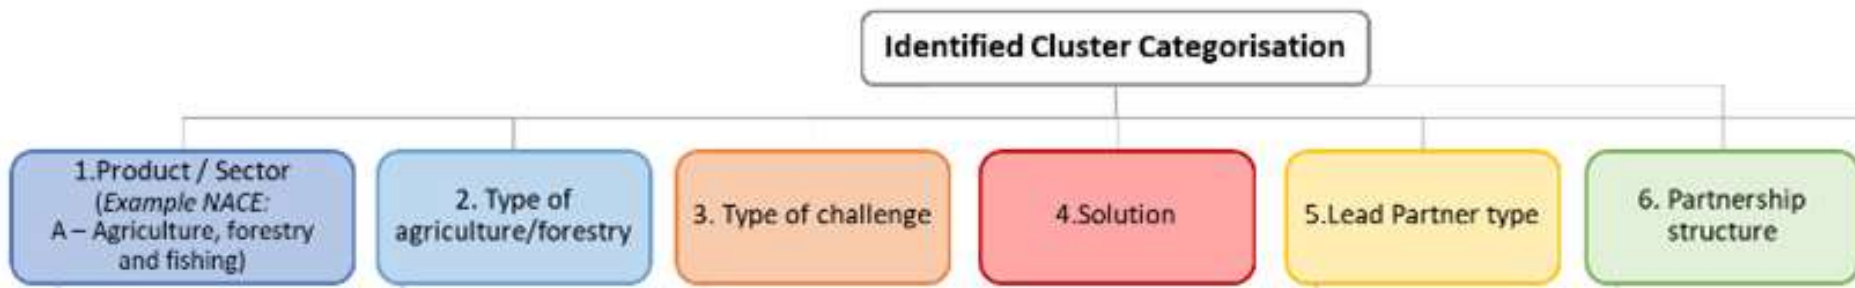 Identified Cluster Categorisation
1.Product / Sector
(Example NACE:
A – Agriculture, forestry
and fishing)
2. Type of
agriculture/forestry
3. Type of challenge
4.Solution
5.Lead Partner type
6. Partnership
structure